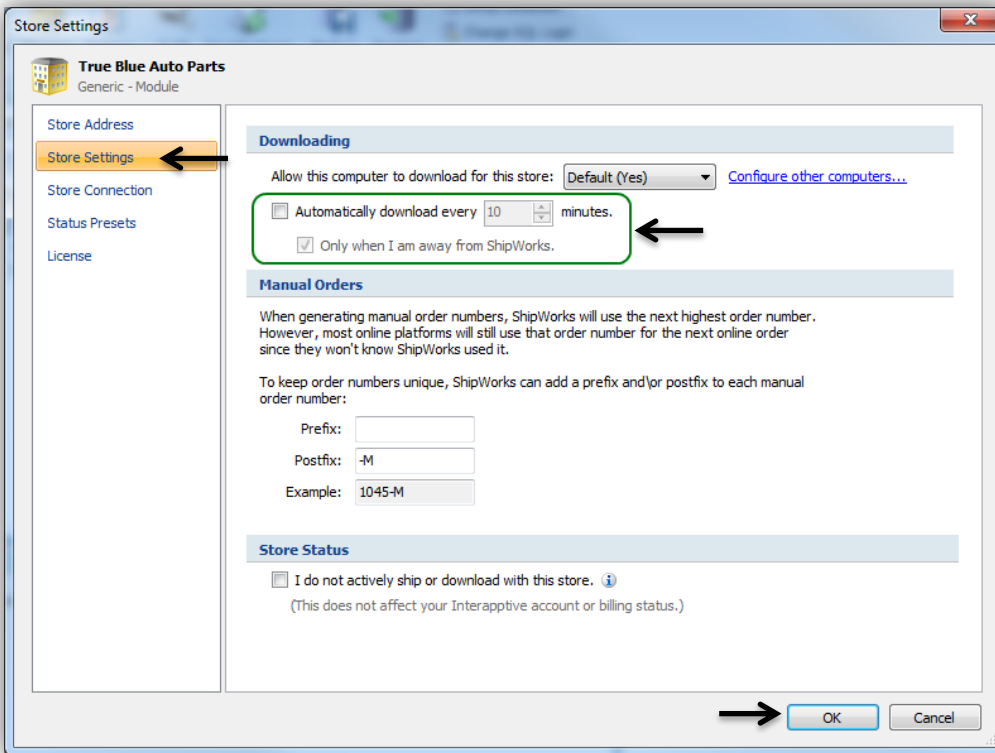 Store Settings
True Blue Auto Parts
Generic - Module
Store Address
Store Settings
Store Connection
Status Presets
License
Downloading
Allow this computer to download for this store: Default (Yes) Configure other computers...
Automatically download every 10 minutes.
Only when I am away from ShipWorks.
Manual Orders
When generating manual order numbers, ShipWorks will use the next highest order number.
However, most online platforms will still use that order number for the next online order
since they won't know ShipWorks used it.
To keep order numbers unique, ShipWorks can add a prefix and\or postfix to each manual
order number:
Prefix:
Postfix: -M
Example: 1045-M
Store Status
I do not actively ship or download with this store.
(This does not affect your Interapptive account or billing status.)
OK Cancel